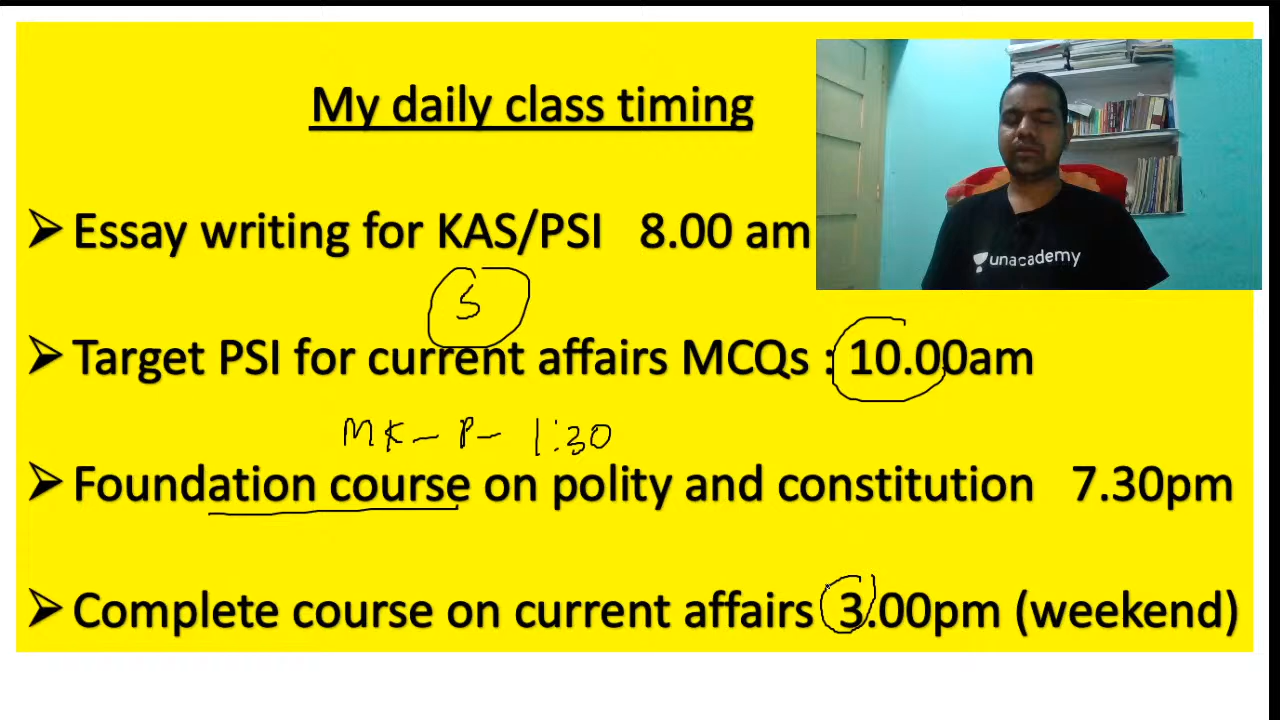 My daily class timing
➢ Essay writing for KAS/PSI 8.00 am
unacademy
➢ Target PSI for current affairs MCQs : 10.00am
MK - P - 1:30
➢ Foundation course on polity and constitution 7.30pm
➢ Complete course on current affairs 3.00pm (weekend)